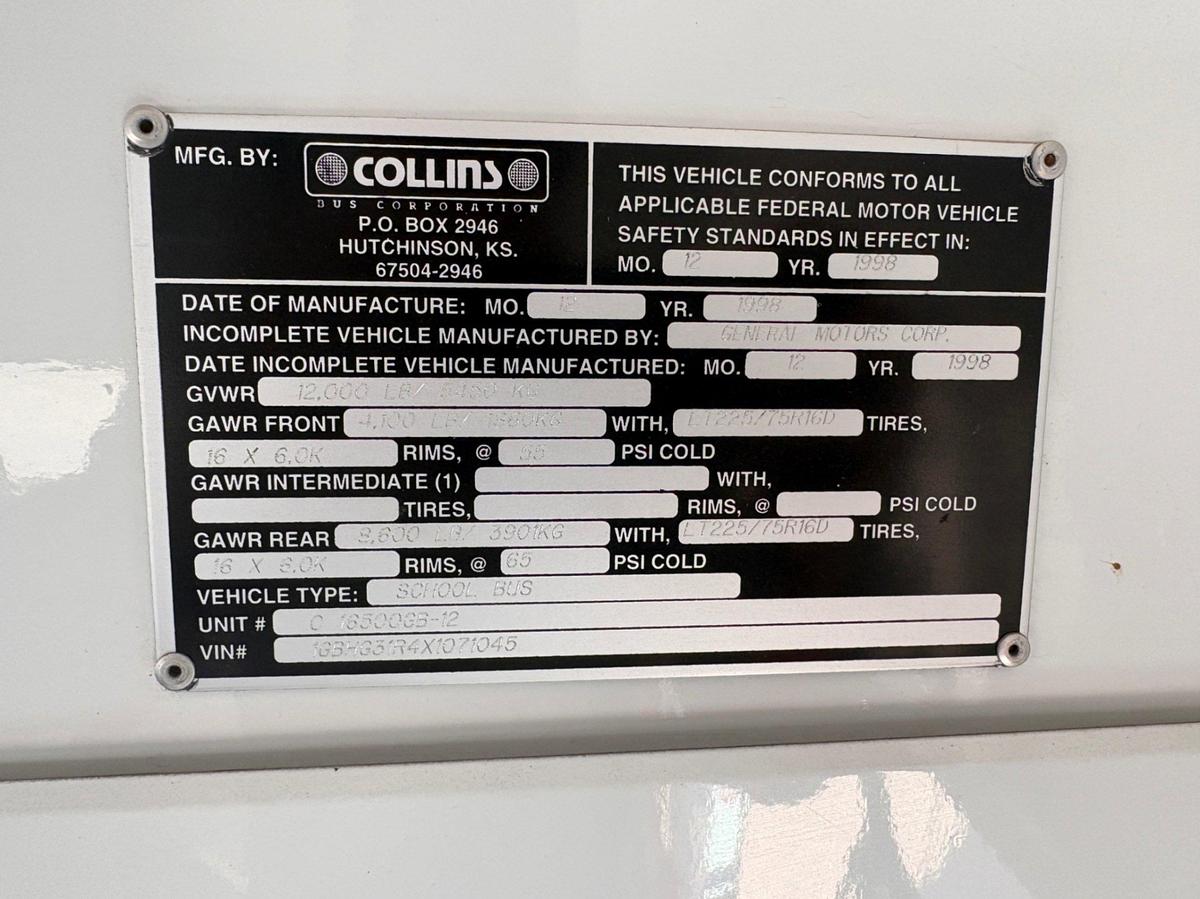 MFG. BY: COLLINS
BUS CORPORATION
P.O. BOX 2946
HUTCHINSON, KS.
67504-2946
THIS VEHICLE CONFORMS TO ALL
APPLICABLE FEDERAL MOTOR VEHICLE
SAFETY STANDARDS IN EFFECT IN:
MO. 12 YR. 1998
DATE OF MANUFACTURE: MO. 12 YR. 1998
INCOMPLETE VEHICLE MANUFACTURED BY: GENERAL MOTORS CORP.
DATE INCOMPLETE VEHICLE MANUFACTURED: MO. 12 YR. 1998
GVWR 12,000 LB/ KG
GAWR FRONT 4,100 LB/ WITH, LT225/75R16D TIRES,
16 X 6.0K RIMS, @ PSI COLD
GAWR INTERMEDIATE (1) WITH,
TIRES, RIMS, @ PSI COLD
GAWR REAR 8,600 LB/ 3901KG WITH, LT225/75R16D TIRES,
16 X 6.0K RIMS, @ 65 PSI COLD
VEHICLE TYPE: SCHOOL BUS
UNIT # C 16500GB-12
VIN# 1GBHG31R4X1071045